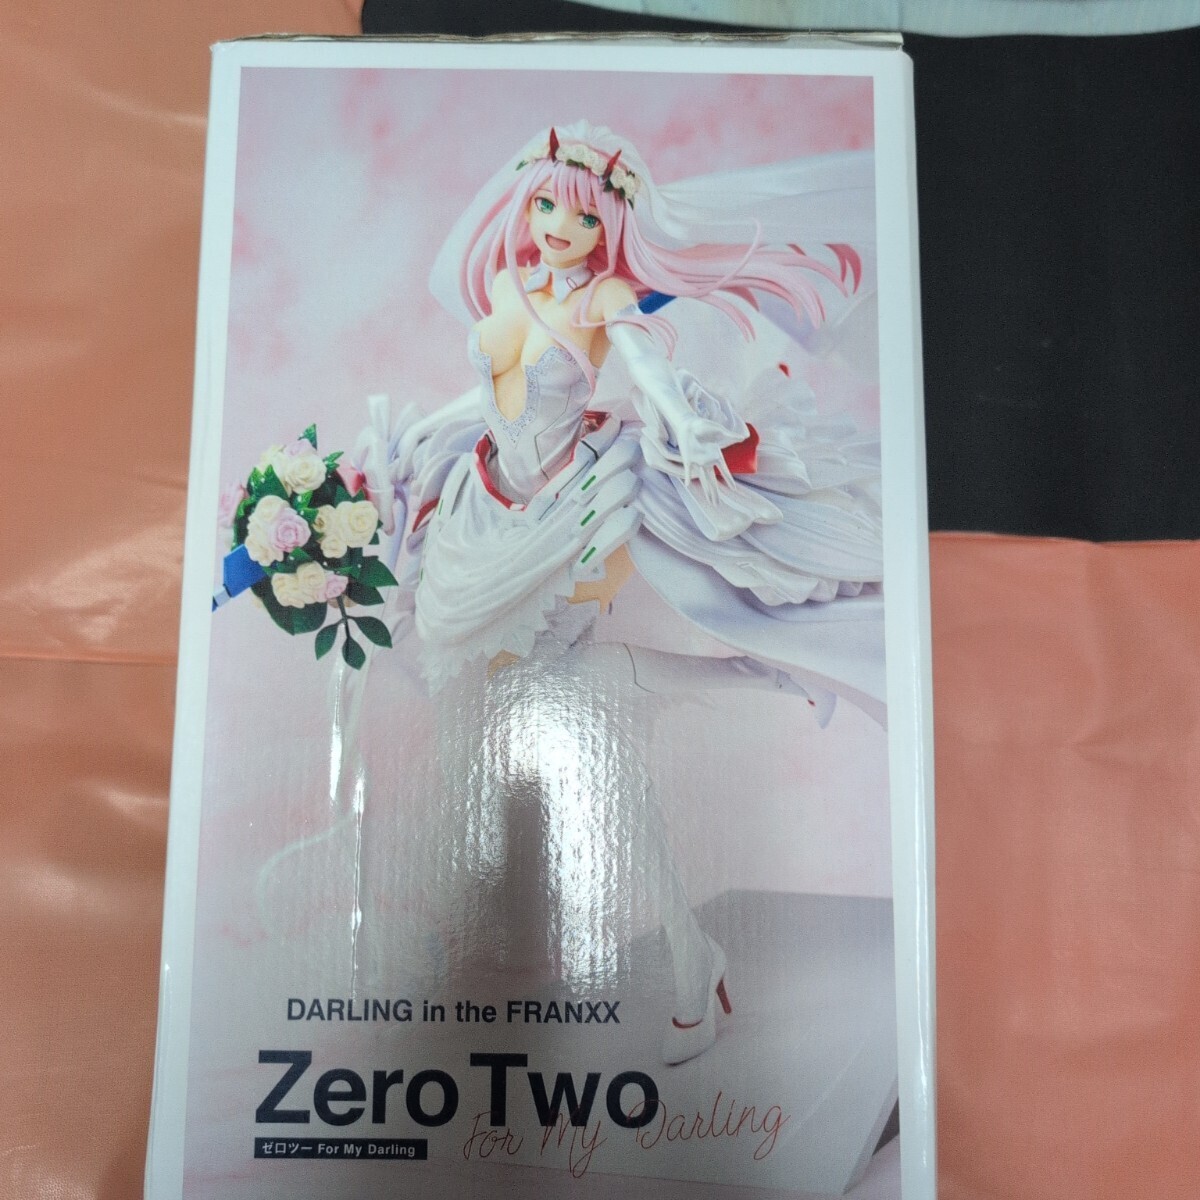 DARLING in the FRANXX
Zero Two
For My Darling
ゼロツー For My Darling